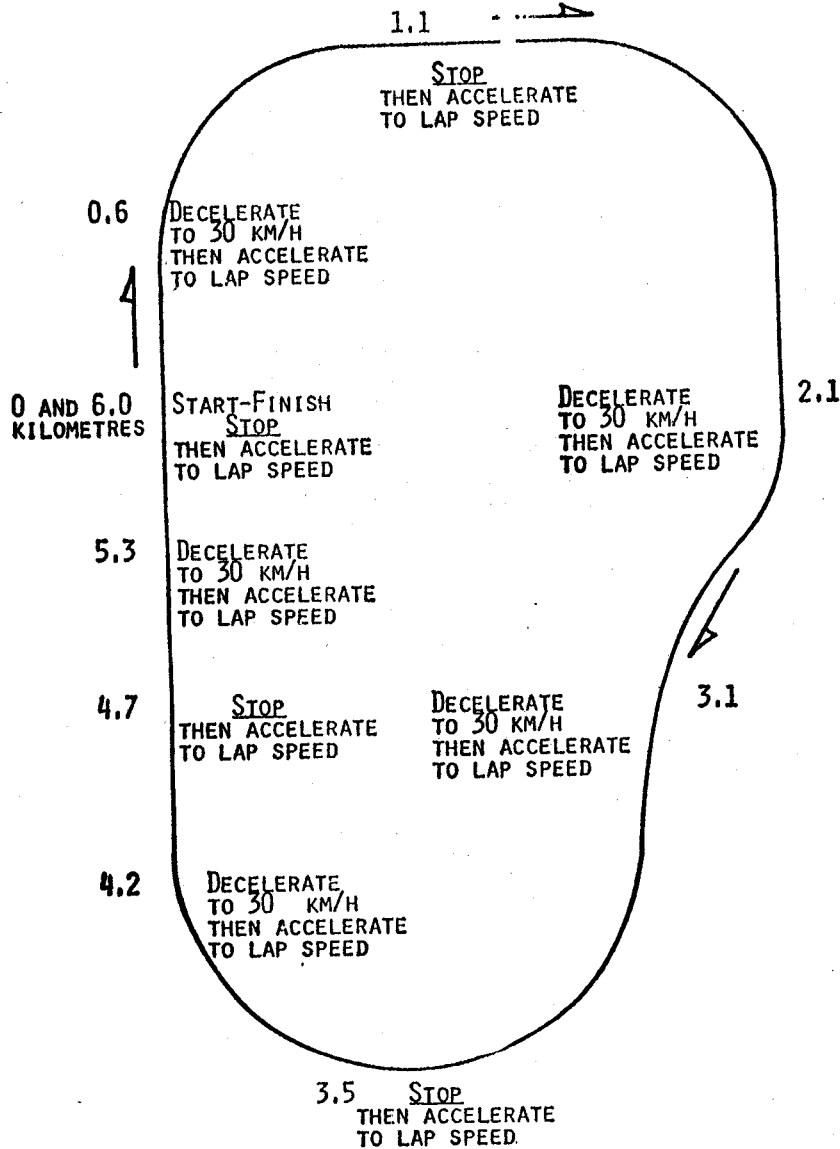 1.1
STOP
THEN ACCELERATE
TO LAP SPEED
0.6
DECELERATE
TO 30 KM/H
THEN ACCELERATE
TO LAP SPEED
0 AND 6.0
KILOMETRES
START-FINISH
STOP
THEN ACCELERATE
TO LAP SPEED
DECELERATE
TO 30 KM/H
THEN ACCELERATE
TO LAP SPEED
2.1
5.3
DECELERATE
TO 30 KM/H
THEN ACCELERATE
TO LAP SPEED
4.7
STOP
THEN ACCELERATE
TO LAP SPEED
DECELERATE
TO 30 KM/H
THEN ACCELERATE
TO LAP SPEED
3.1
4.2
DECELERATE
TO 30 KM/H
THEN ACCELERATE
TO LAP SPEED
3.5 STOP
THEN ACCELERATE
TO LAP SPEED.